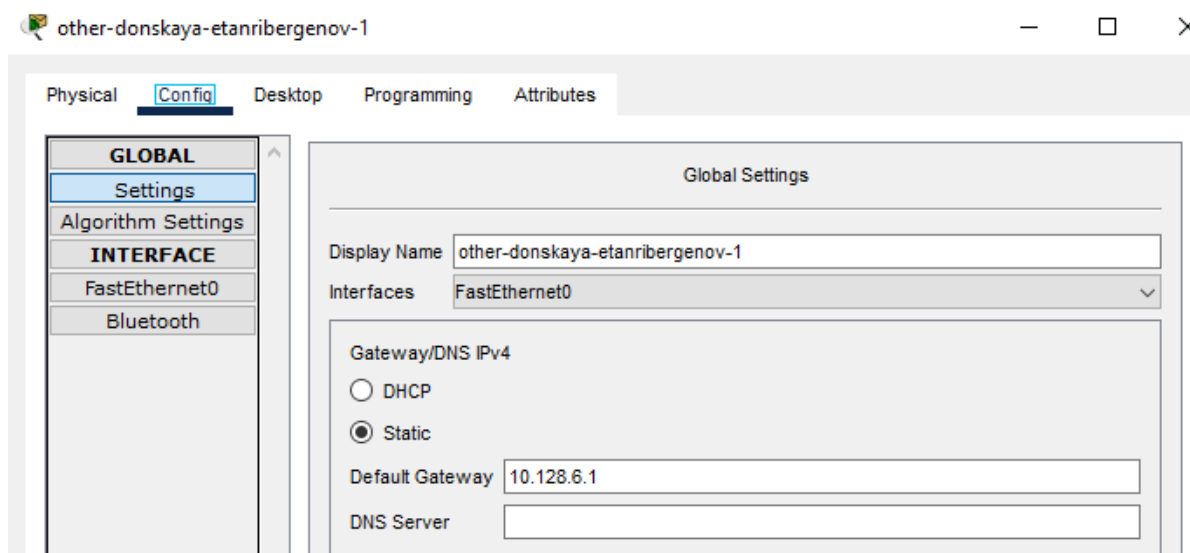 other-donskaya-etanribergenov-1
Physical Config Desktop Programming Attributes
GLOBAL
Settings
Algorithm Settings
INTERFACE
FastEthernet0
Bluetooth
Global Settings
Display Name other-donskaya-etanribergenov-1
Interfaces FastEthernet0
Gateway/DNS IPv4
DHCP
Static
Default Gateway 10.128.6.1
DNS Server